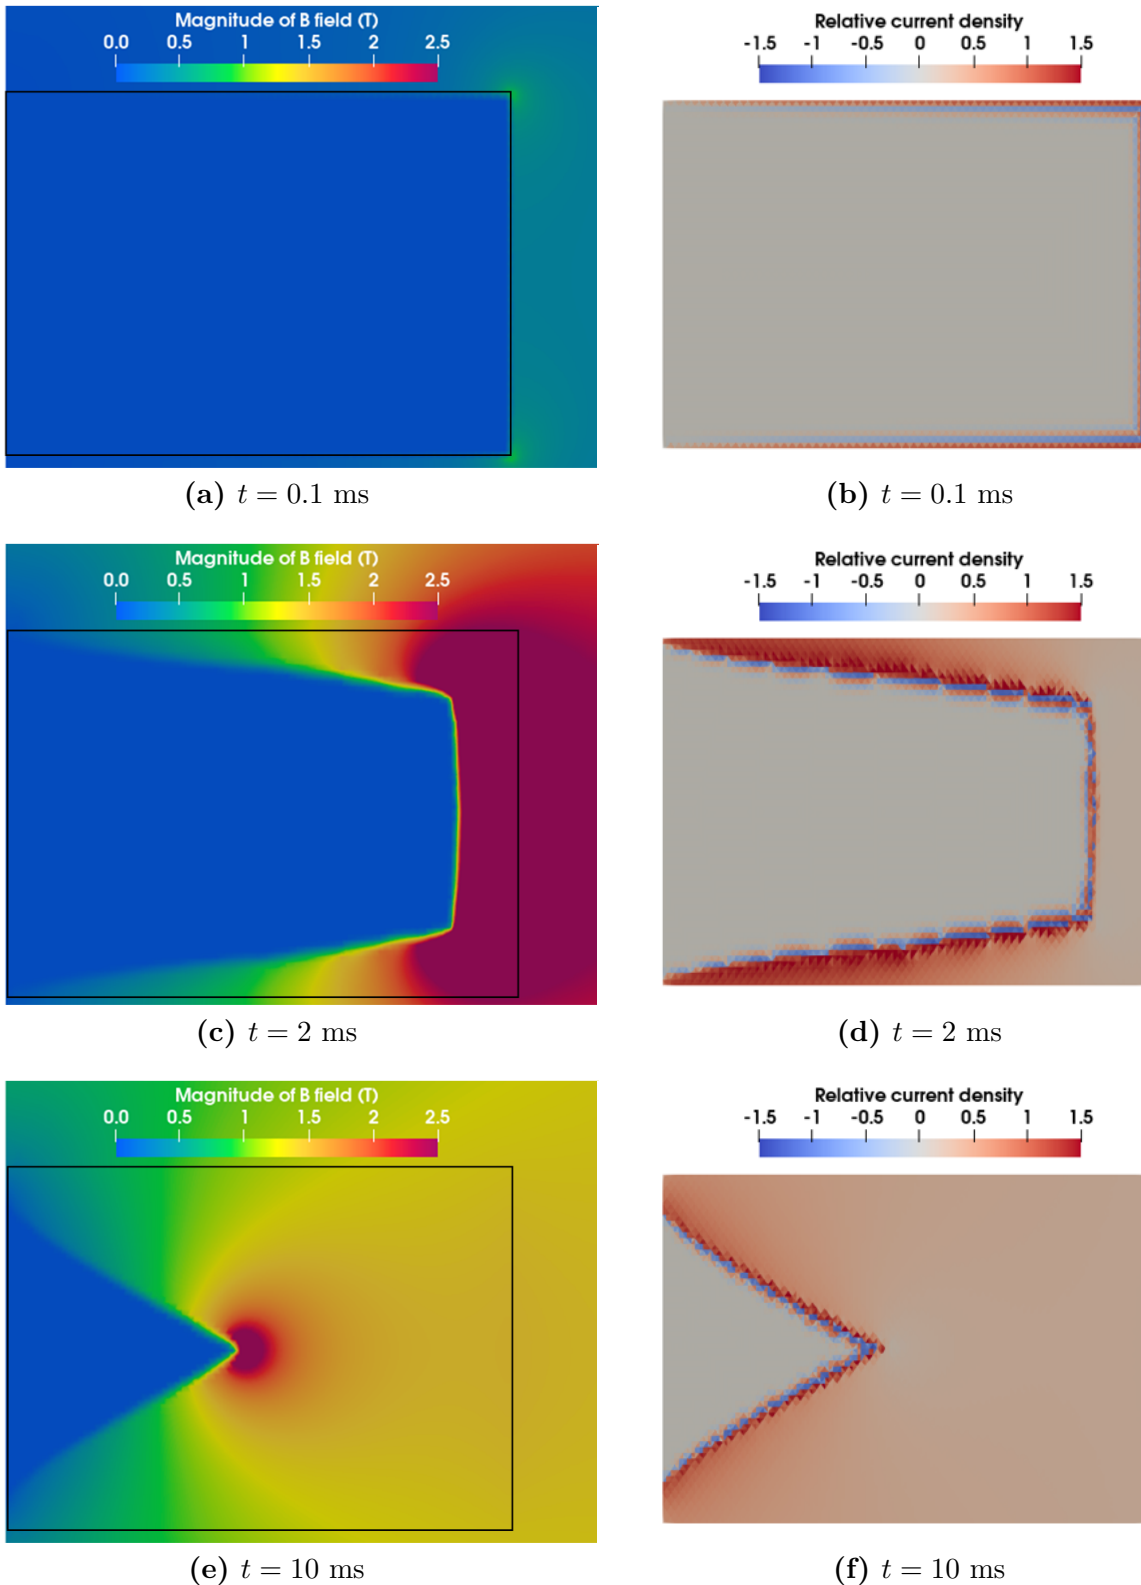 Magnitude of B field (T)
0.0 0.5 1 1.5 2 2.5
Relative current density
-1.5 -1 -0.5 0 0.5 1.5
(a) t = 0.1 ms
(b) t = 0.1 ms
Magnitude of B field (T)
0.0 0.5 1 1.5 2 2.5
Relative current density
-1.5 -1 -0.5 0 0.5 1.5
(c) t = 2 ms
(d) t = 2 ms
Magnitude of B field (T)
0.0 0.5 1 1.5 2 2.5
Relative current density
-1.5 -1 -0.5 0 0.5 1.5
(e) t = 10 ms
(f) t = 10 ms